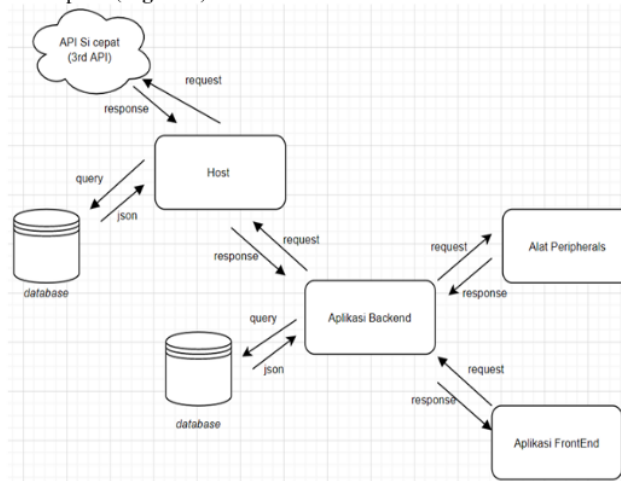 API Si cepat
(3rd API)
request
response
Host
query
json
database
request
response
request
Alat Peripherals
response
Aplikasi Backend
query
json
database
request
response
Aplikasi FrontEnd